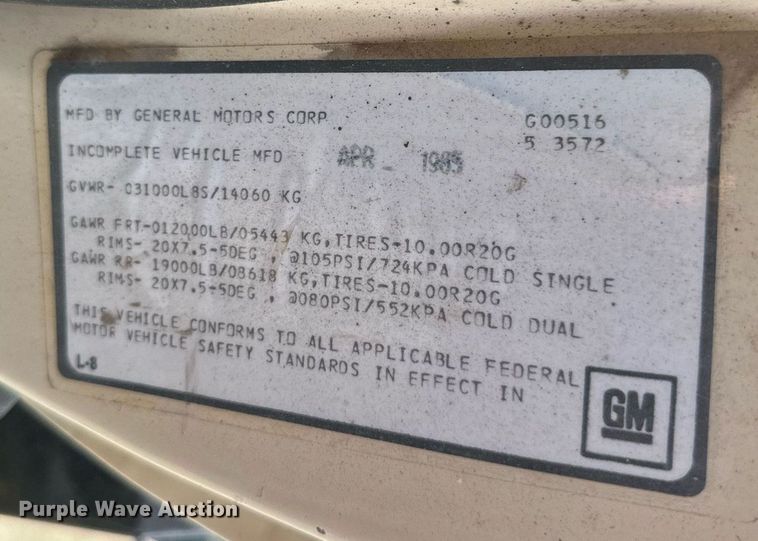 MFD BY GENERAL MOTORS CORP G00516
5 3572
INCOMPLETE VEHICLE MFD APR 1985
GVWR- 031000LBS/14060 KG
GAWR FRT-012000LB/05443 KG,TIRES-10.00R20G
RIMS- 20X7.5-5DEG , @105PSI/724KPA COLD SINGLE
GAWR RR- 19000LB/08618 KG,TIRES-10.00R20G
RIMS- 20X7.5-5DEG , @080PSI/552KPA COLD DUAL
THIS VEHICLE CONFORMS TO ALL APPLICABLE FEDERAL
MOTOR VEHICLE SAFETY STANDARDS IN EFFECT IN
L-8
GM
Purple Wave Auction